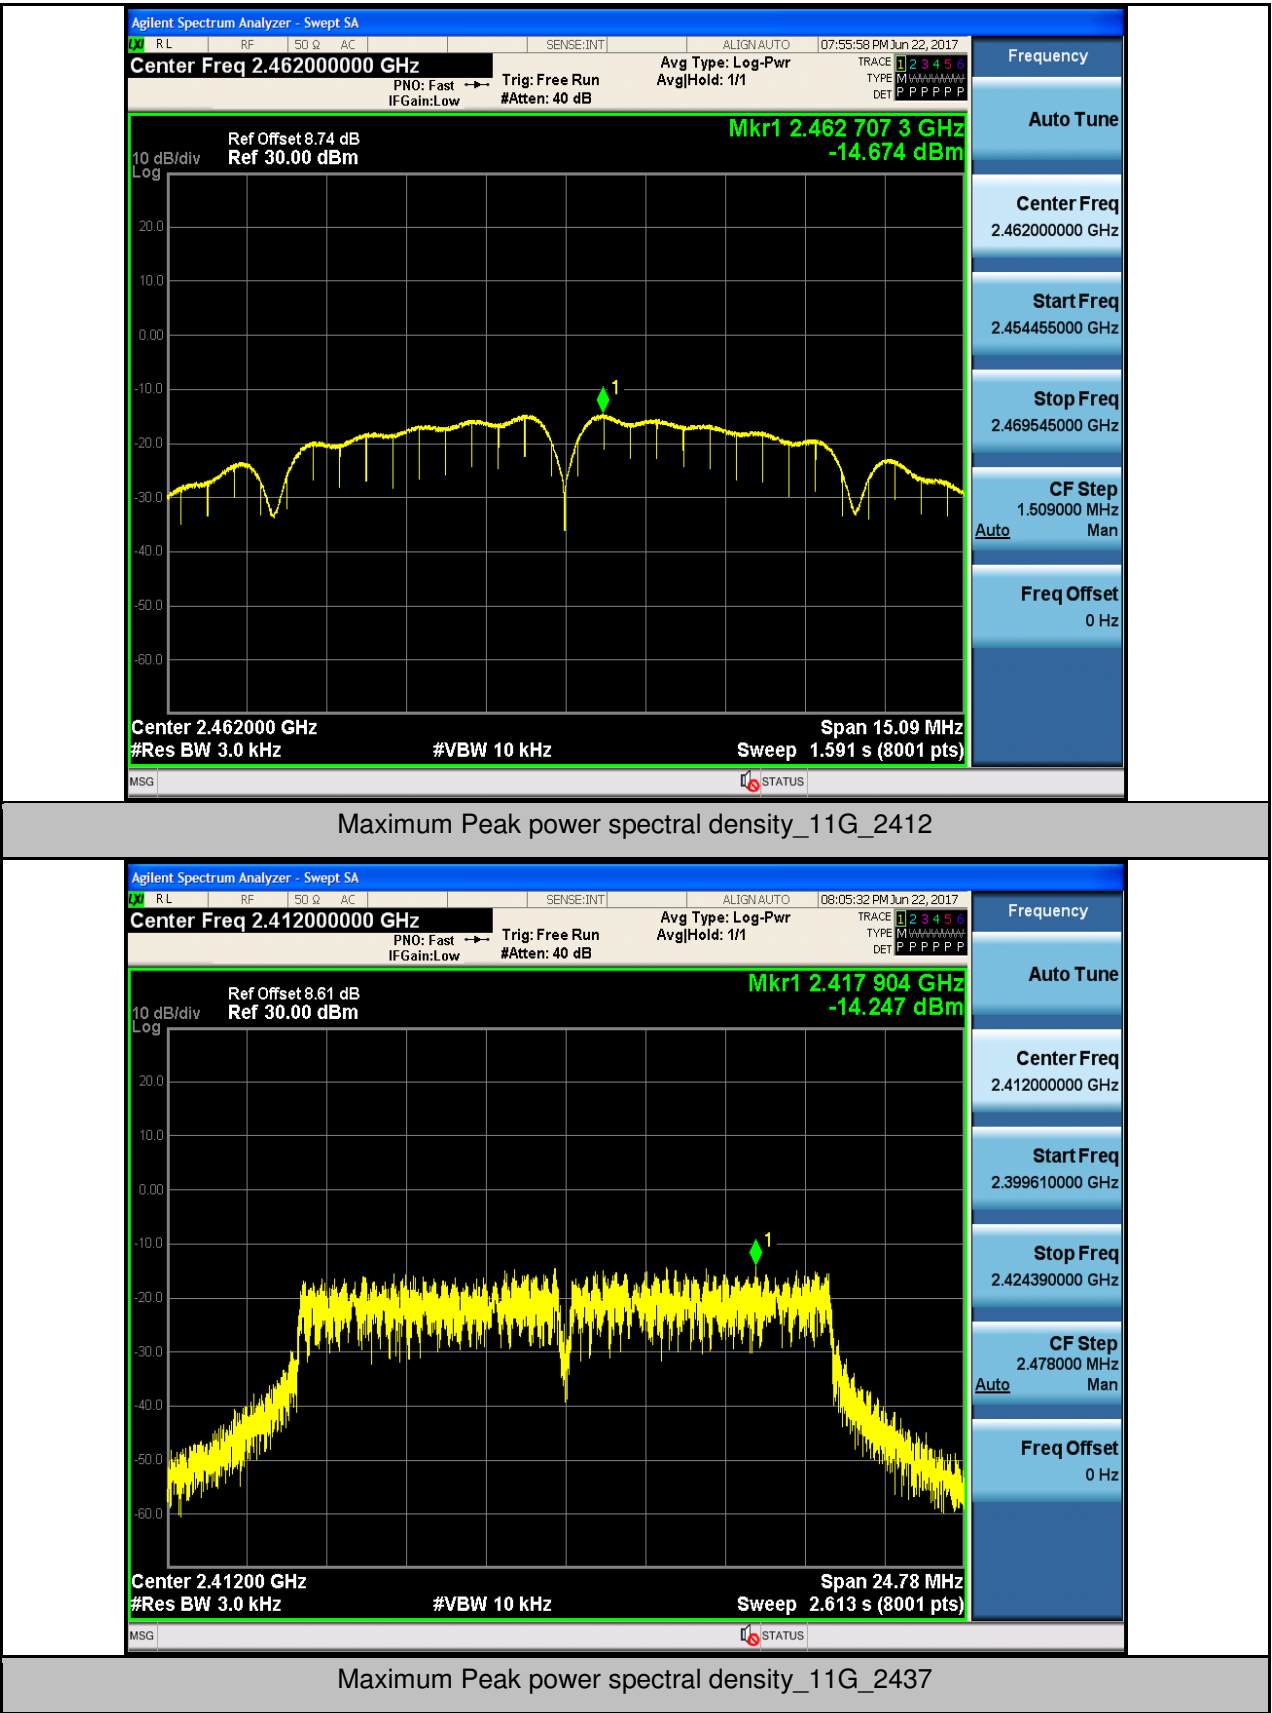 Agilent Spectrum Analyzer - Swept SA
LXI RL RF 50 Ω AC SENSE:INT ALIGN AUTO 07:55:58 PM Jun 22, 2017
Center Freq 2.462000000 GHz
PNO: Fast
IFGain:Low
Trig: Free Run
#Atten: 40 dB
Avg Type: Log-Pwr
Avg|Hold: 1/1
TRACE 1 2 3 4 5 6
TYPE M WWWWW
DET P P P P P P
Frequency
Auto Tune
Center Freq
2.462000000 GHz
Start Freq
2.454455000 GHz
Stop Freq
2.469545000 GHz
CF Step
1.509000 MHz
Auto Man
Freq Offset
0 Hz
Mkr1 2.462 707 3 GHz
-14.674 dBm
Ref Offset 8.74 dB
10 dB/div Ref 30.00 dBm
Log
20.0
10.0
0.00
-10.0
-20.0
-30.0
-40.0
-50.0
-60.0
1
Center 2.462000 GHz Span 15.09 MHz
#Res BW 3.0 kHz #VBW 10 kHz Sweep 1.591 s (8001 pts)
MSG STATUS
Maximum Peak power spectral density_11G_2412
Agilent Spectrum Analyzer - Swept SA
LXI RL RF 50 Ω AC SENSE:INT ALIGN AUTO 08:05:32 PM Jun 22, 2017
Center Freq 2.412000000 GHz
PNO: Fast
IFGain:Low
Trig: Free Run
#Atten: 40 dB
Avg Type: Log-Pwr
Avg|Hold: 1/1
TRACE 1 2 3 4 5 6
TYPE M WWWWW
DET P P P P P P
Frequency
Auto Tune
Center Freq
2.412000000 GHz
Start Freq
2.399610000 GHz
Stop Freq
2.424390000 GHz
CF Step
2.478000 MHz
Auto Man
Freq Offset
0 Hz
Mkr1 2.417 904 GHz
-14.247 dBm
Ref Offset 8.61 dB
10 dB/div Ref 30.00 dBm
Log
20.0
10.0
0.00
-10.0
-20.0
-30.0
-40.0
-50.0
-60.0
1
Center 2.41200 GHz Span 24.78 MHz
#Res BW 3.0 kHz #VBW 10 kHz Sweep 2.613 s (8001 pts)
MSG STATUS
Maximum Peak power spectral density_11G_2437